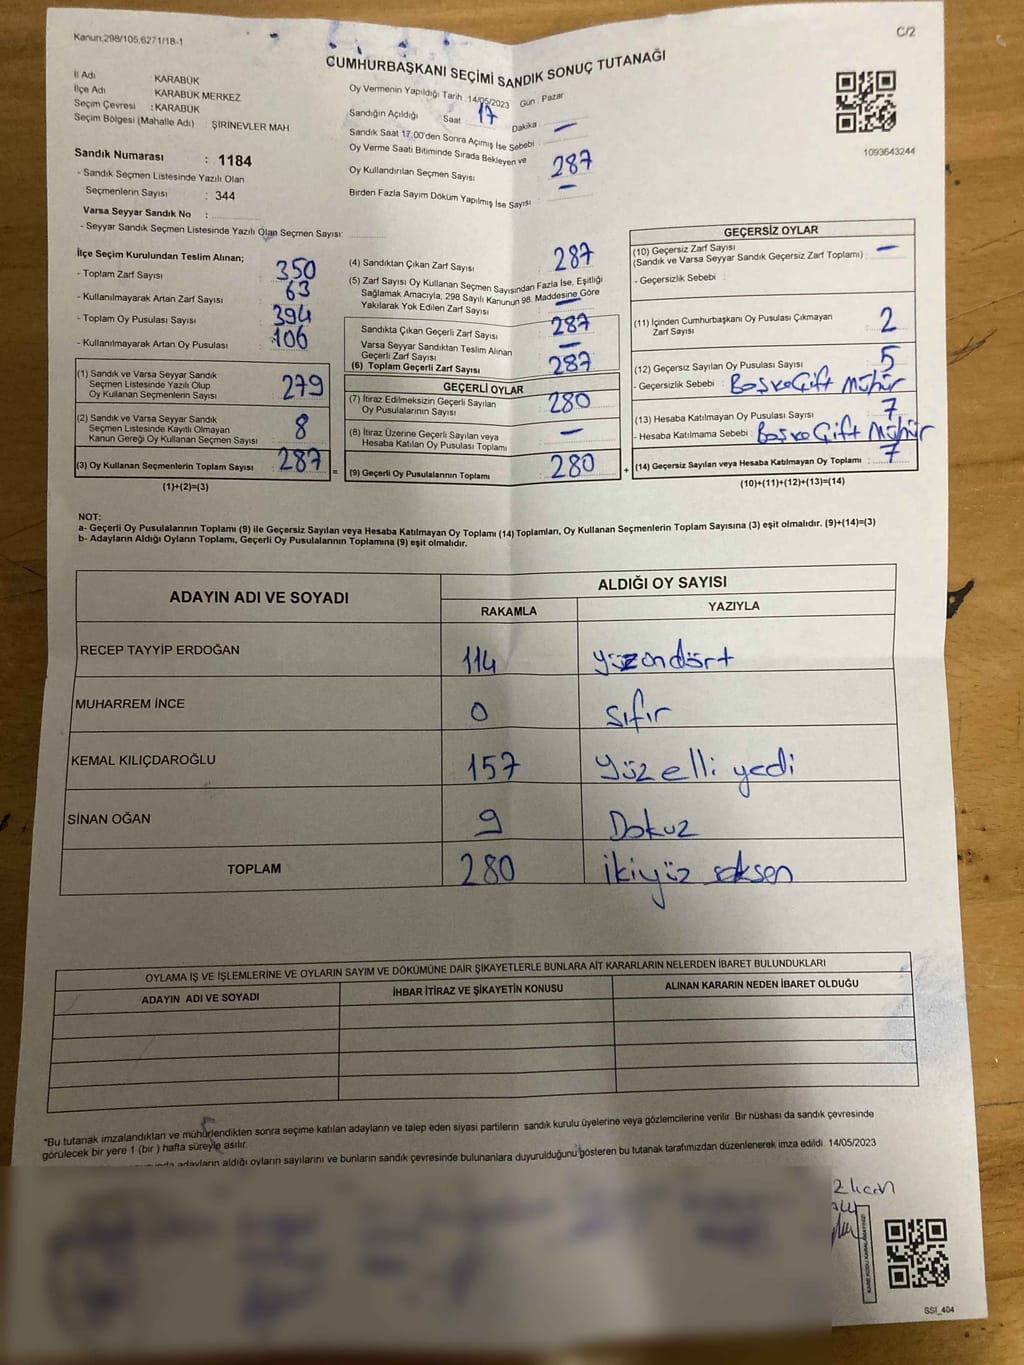 Kanun:298/105,6271/18-1
C/2
CUMHURBAŞKANI SEÇİMİ SANDIK SONUÇ TUTANAĞI
İl Adı KARABÜK
İlçe Adı KARABÜK MERKEZ
Seçim Çevresi : KARABÜK
Seçim Bölgesi (Mahalle Adı) : ŞİRİNEVLER MAH.
Sandık Numarası : 1184
- Sandık Seçmen Listesinde Yazılı Olan
Seçmenlerin Sayısı : 344
Varsa Seyyar Sandık No :
- Seyyar Sandık Seçmen Listesinde Yazılı Olan Seçmen Sayısı:
Oy Vermenin Yapıldığı Tarih :14/05/2023 Gün : Pazar
Sandığın Açıldığı Saat 17 Dakika : —
Sandık Saat 17.00'den Sonra Açılmış İse Sebebi :
Oy Verme Saati Bitiminde Sırada Bekleyen ve
Oy Kullandırılan Seçmen Sayısı 287
Birden Fazla Sayım Döküm Yapılmış İse Sayısı : —
1093643244
İlçe Seçim Kurulundan Teslim Alınan;
- Toplam Zarf Sayısı : 350
- Kullanılmayarak Artan Zarf Sayısı : 63
- Toplam Oy Pusulası Sayısı : 394
- Kullanılmayarak Artan Oy Pusulası : 106
(1) Sandık ve Varsa Seyyar Sandık
Seçmen Listesinde Yazılı Olup
Oy Kullanan Seçmenlerin Sayısı 279
(2) Sandık ve Varsa Seyyar Sandık
Seçmen Listesinde Kayıtlı Olmayan
Kanun Gereği Oy Kullanan Seçmen Sayısı 8
(3) Oy Kullanan Seçmenlerin Toplam Sayısı 287
(1)+(2)=(3)
=
(4) Sandıktan Çıkan Zarf Sayısı : 287
(5) Zarf Sayısı Oy Kullanan Seçmen Sayısından Fazla İse, Eşitliği
Sağlamak Amacıyla; 298 Sayılı Kanunun 98. Maddesine Göre
Yakılarak Yok Edilen Zarf Sayısı : —
Sandıkta Çıkan Geçerli Zarf Sayısı 287
Varsa Seyyar Sandıktan Teslim Alınan
Geçerli Zarf Sayısı —
(6) Toplam Geçerli Zarf Sayısı 287
GEÇERLİ OYLAR
(7) İtiraz Edilmeksizin Geçerli Sayılan
Oy Pusulalarının Sayısı 280
(8) İtiraz Üzerine Geçerli Sayılan veya
Hesaba Katılan Oy Pusulası Toplamı —
(9) Geçerli Oy Pusulalarının Toplamı 280
+
GEÇERSİZ OYLAR
(10) Geçersiz Zarf Sayısı
(Sandık ve Varsa Seyyar Sandık Geçersiz Zarf Toplamı) : —
- Geçersizlik Sebebi :
(11) İçinden Cumhurbaşkanı Oy Pusulası Çıkmayan
Zarf Sayısı 2
(12) Geçersiz Sayılan Oy Pusulası Sayısı : 5
- Geçersizlik Sebebi : Boş ve Çift Mühür
(13) Hesaba Katılmayan Oy Pusulası Sayısı : 7
- Hesaba Katılmama Sebebi : Boş ve Çift Mühür
(14) Geçersiz Sayılan veya Hesaba Katılmayan Oy Toplamı : 7
(10)+(11)+(12)+(13)=(14)
NOT:
a- Geçerli Oy Pusulalarının Toplamı (9) ile Geçersiz Sayılan veya Hesaba Katılmayan Oy Toplamı (14) Toplamları, Oy Kullanan Seçmenlerin Toplam Sayısına (3) eşit olmalıdır. (9)+(14)=(3)
b- Adayların Aldığı Oyların Toplamı, Geçerli Oy Pusulalarının Toplamına (9) eşit olmalıdır.
ADAYIN ADI VE SOYADI ALDIĞI OY SAYISI
RAKAMLA YAZIYLA
RECEP TAYYİP ERDOĞAN 114 yüzondört
MUHARREM İNCE 0 sıfır
KEMAL KILIÇDAROĞLU 157 yüz elli yedi
SİNAN OĞAN 9 Dokuz
TOPLAM 280 ikiyüz seksen
OYLAMA İŞ VE İŞLEMLERİNE VE OYLARIN SAYIM VE DÖKÜMÜNE DAİR ŞİKAYETLERLE BUNLARA AİT KARARLARIN NELERDEN İBARET BULUNDUKLARI
ADAYIN ADI VE SOYADI İHBAR İTİRAZ VE ŞİKAYETİN KONUSU ALINAN KARARIN NEDEN İBARET OLDUĞU
*Bu tutanak imzalandıktan ve mühürlendikten sonra seçime katılan adayların ve talep eden siyasi partilerin sandık kurulu üyelerine veya gözlemcilerine verilir. Bir nüshası da sandık çevresinde
görülecek bir yere 1 (bir) hafta süreyle asılır.
adayların aldığı oyların sayılarını ve bunların sandık çevresinde bulunanlara duyurulduğunu gösteren bu tutanak tarafımızdan düzenlenerek imza edildi. 14/05/2023
SSI_404